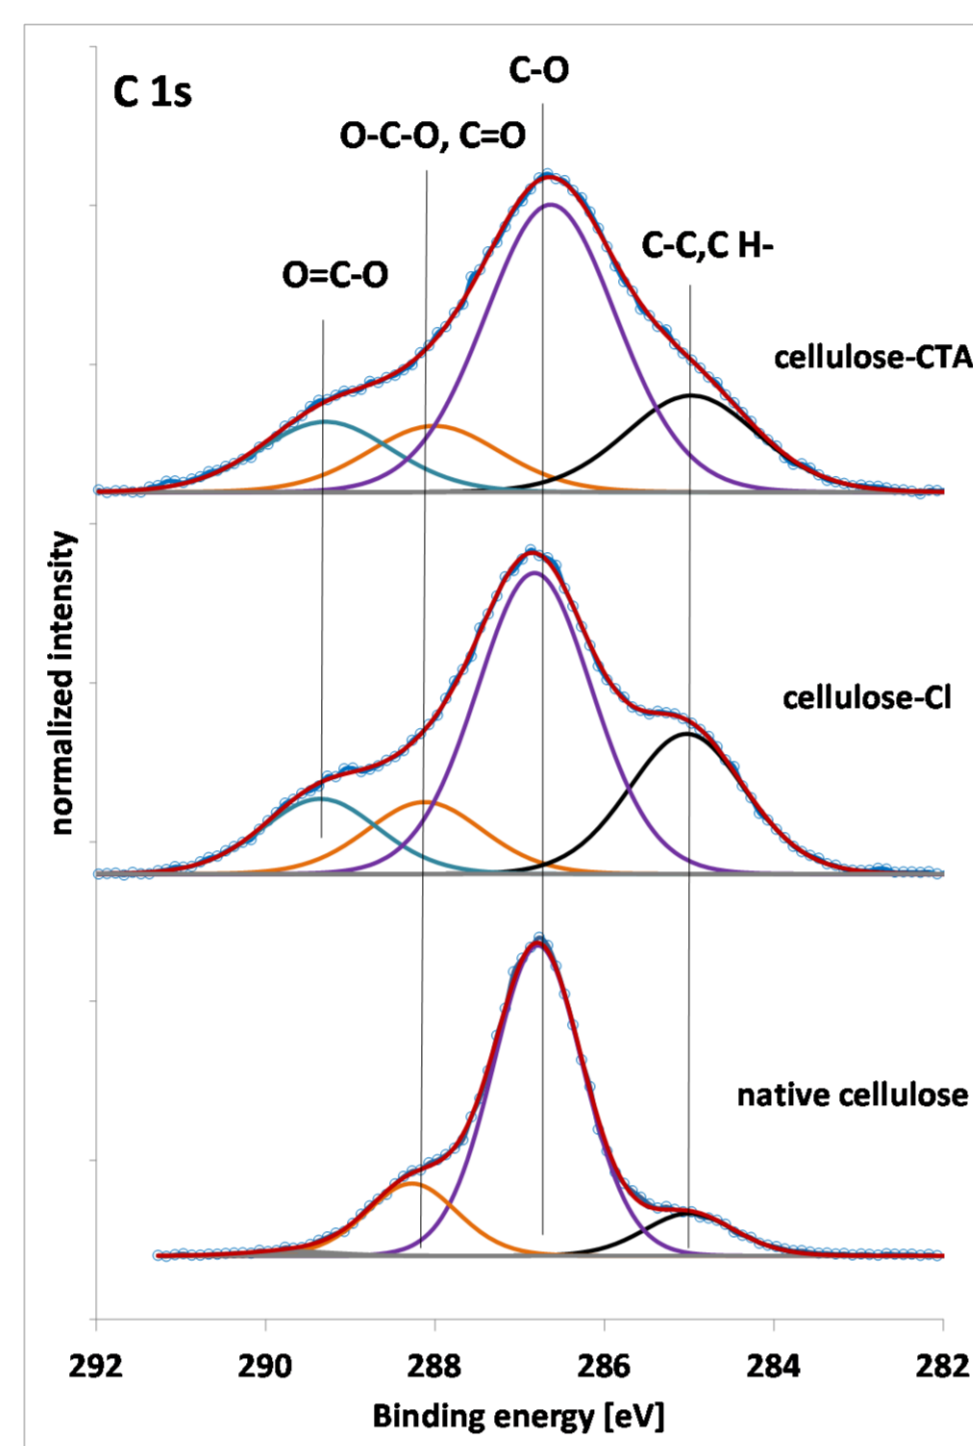 C 1s
C-O
O-C-O, C=O
C-C,C H-
O=C-O
cellulose-CTA
cellulose-Cl
native cellulose
normalized intensity
292 290 288 286 284 282
Binding energy [eV]